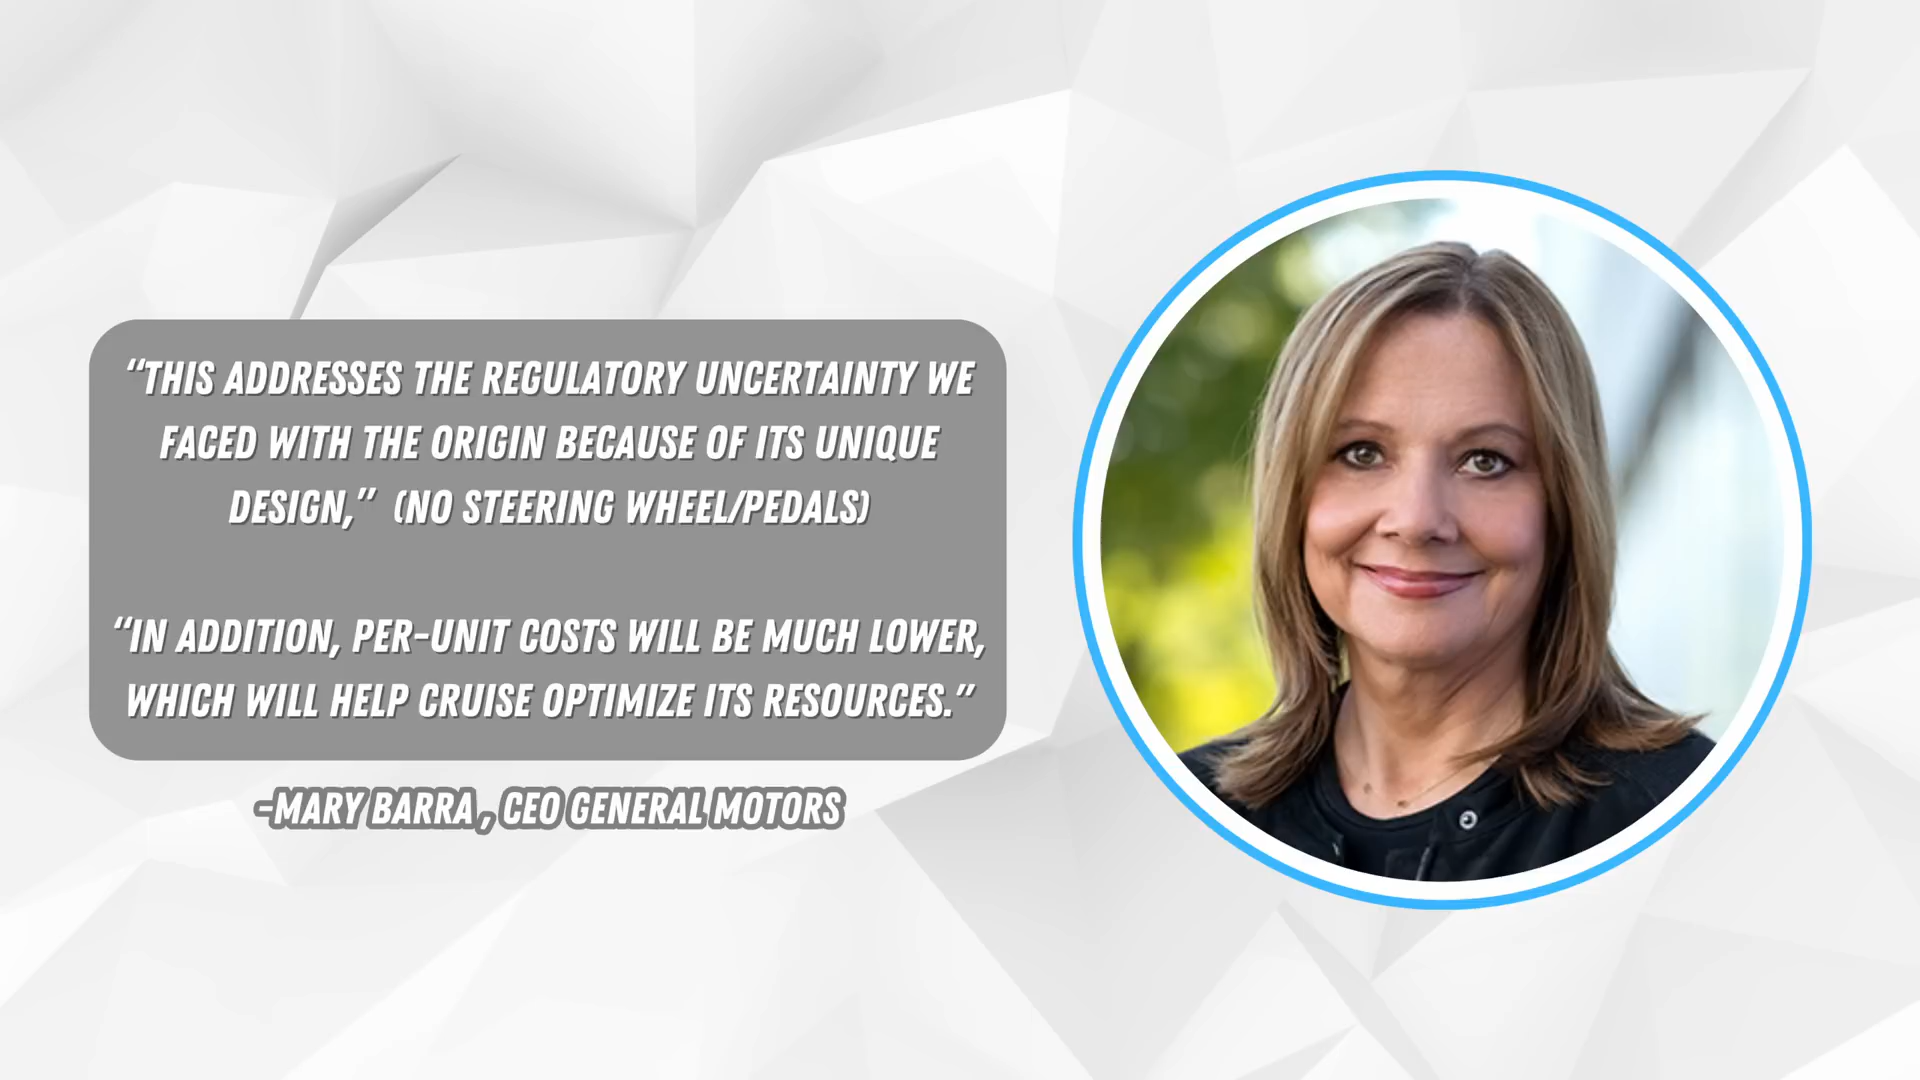 “THIS ADDRESSES THE REGULATORY UNCERTAINTY WE
FACED WITH THE ORIGIN BECAUSE OF ITS UNIQUE
DESIGN,” (NO STEERING WHEEL/PEDALS)
“IN ADDITION, PER-UNIT COSTS WILL BE MUCH LOWER,
WHICH WILL HELP CRUISE OPTIMIZE ITS RESOURCES.”
-MARY BARRA , CEO GENERAL MOTORS